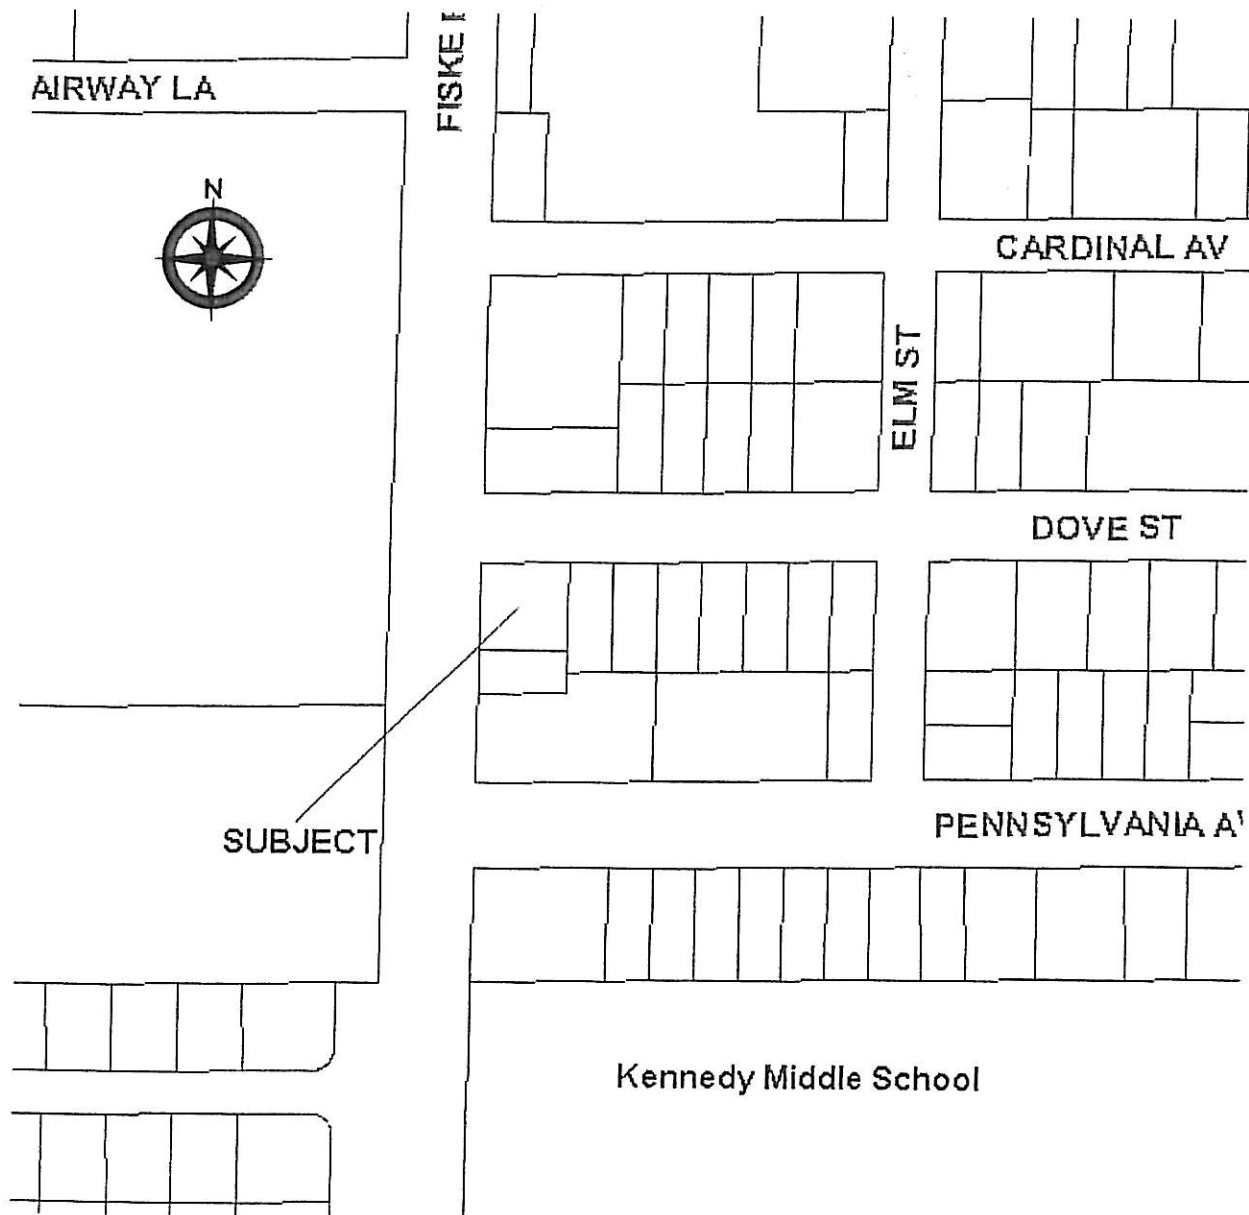 AIRWAY LA
FISKE
N
CARDINAL AV
ELM ST
DOVE ST
SUBJECT
PENNSYLVANIA A
Kennedy Middle School